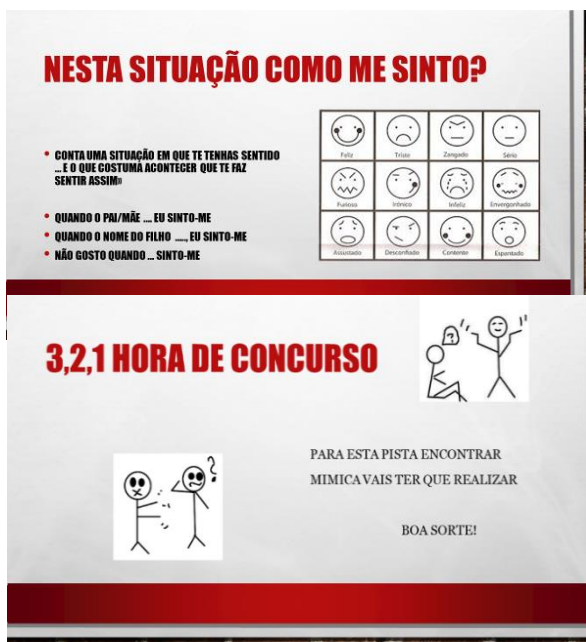 NESTA SITUAÇÃO COMO ME SINTO?
• CONTA UMA SITUAÇÃO EM QUE TE TENHAS SENTIDO
... E O QUE COSTUMA ACONTECER QUE TE FAZ
SENTIR ASSIM»
• QUANDO O PAI/MÃE .... EU SINTO-ME
• QUANDO O NOME DO FILHO ....., EU SINTO-ME
• NÃO GOSTO QUANDO ... SINTO-ME
Feliz Triste Zangado Sério
Furioso Irónico Infeliz Envergonhado
Assustado Desconfiado Contente Espantado
3,2,1 HORA DE CONCURSO
?
?
PARA ESTA PISTA ENCONTRAR
MIMICA VAIS TER QUE REALIZAR
BOA SORTE!